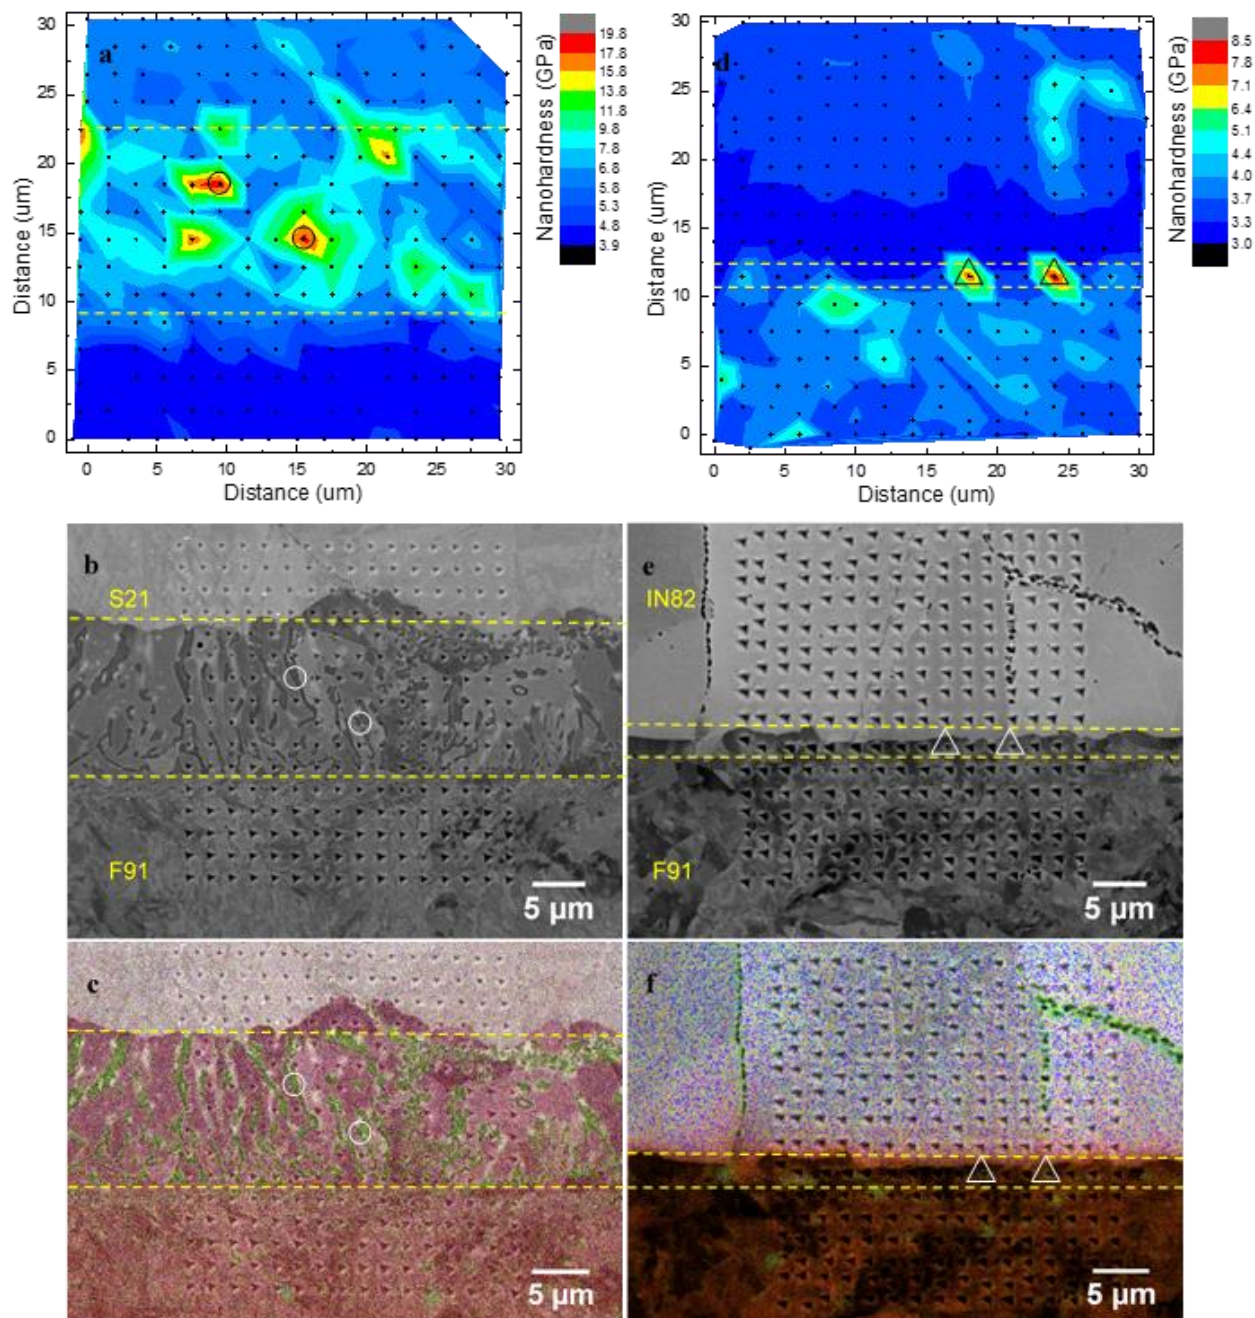 a
30
25
20
15
10
5
0
Distance (um)
0 5 10 15 20 25 30
Distance (um)
Nanohardness (GPa)
19.8
17.8
15.8
13.8
11.8
9.8
7.8
6.8
5.8
5.3
4.8
3.9
d
30
25
20
15
10
5
0
Distance (um)
0 5 10 15 20 25 30
Distance (um)
Nanohardness (GPa)
8.5
7.8
7.1
6.4
5.1
4.4
4.0
3.7
3.3
3.0
b
S21
F91
5 µm
e
IN82
F91
5 µm
c
5 µm
f
5 µm